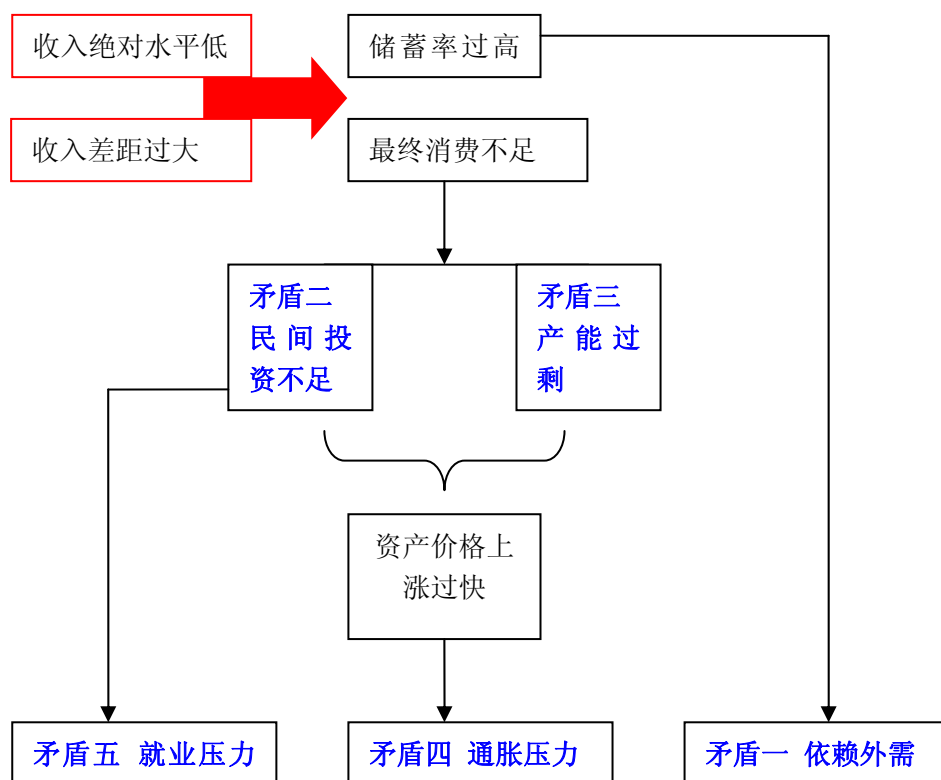 收入绝对水平低
储蓄率过高
收入差距过大
最终消费不足
矛盾二
民间投
资不足
矛盾三
产能过
剩
资产价格上
涨过快
矛盾五 就业压力
矛盾四 通胀压力
矛盾一 依赖外需